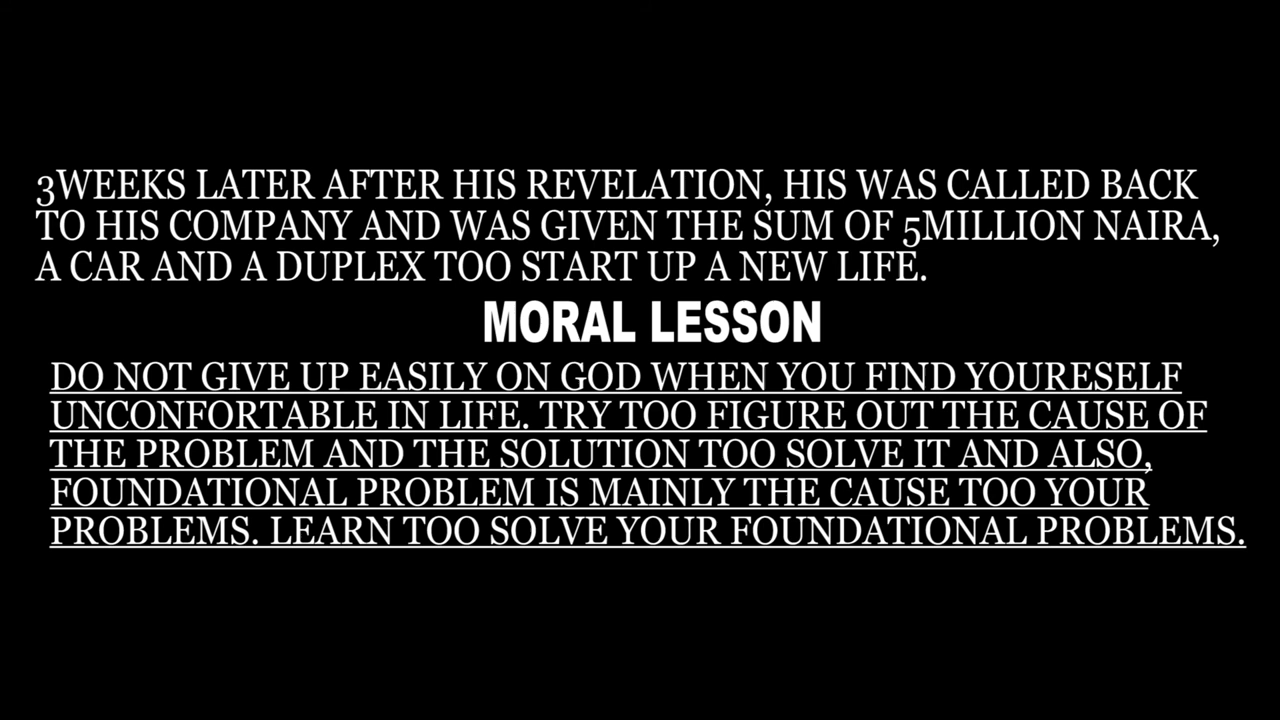 3WEEKS LATER AFTER HIS REVELATION, HIS WAS CALLED BACK
TO HIS COMPANY AND WAS GIVEN THE SUM OF 5MILLION NAIRA,
A CAR AND A DUPLEX TOO START UP A NEW LIFE.
MORAL LESSON
DO NOT GIVE UP EASILY ON GOD WHEN YOU FIND YOURESELF
UNCONFORTABLE IN LIFE. TRY TOO FIGURE OUT THE CAUSE OF
THE PROBLEM AND THE SOLUTION TOO SOLVE IT AND ALSO,
FOUNDATIONAL PROBLEM IS MAINLY THE CAUSE TOO YOUR
PROBLEMS. LEARN TOO SOLVE YOUR FOUNDATIONAL PROBLEMS.